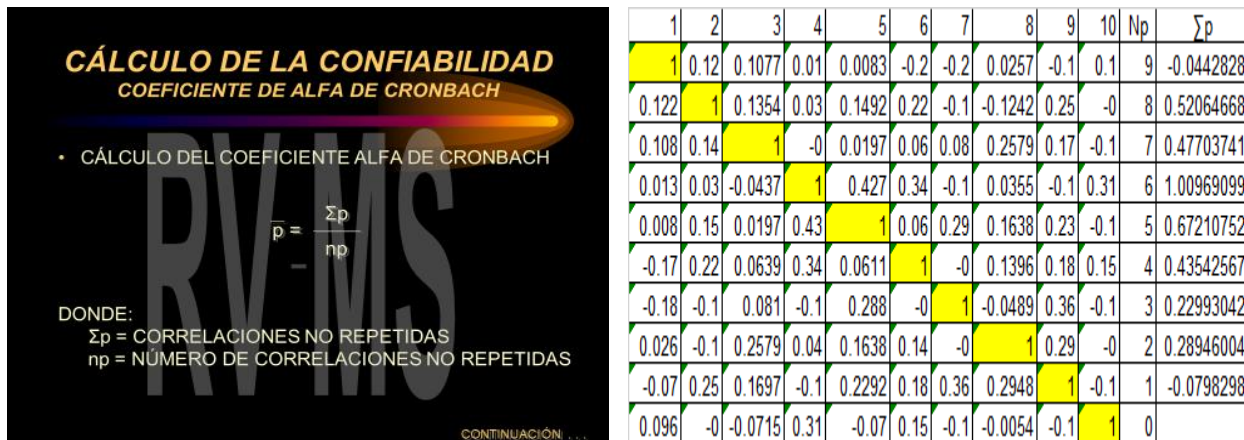 CÁLCULO DE LA CONFIABILIDAD
COEFICIENTE DE ALFA DE CRONBACH
• CÁLCULO DEL COEFICIENTE ALFA DE CRONBACH
p̅ = Σp
np
RV-MS
DONDE:
Σp = CORRELACIONES NO REPETIDAS
np = NÚMERO DE CORRELACIONES NO REPETIDAS
CONTINUACIÓN . . .
1 2 3 4 5 6 7 8 9 10 Np ∑p
1 0.12 0.1077 0.01 0.0083 -0.2 -0.2 0.0257 -0.1 0.1 9 -0.0442828
0.122 1 0.1354 0.03 0.1492 0.22 -0.1 -0.1242 0.25 -0 8 0.52064668
0.108 0.14 1 -0 0.0197 0.06 0.08 0.2579 0.17 -0.1 7 0.47703741
0.013 0.03 -0.0437 1 0.427 0.34 -0.1 0.0355 -0.1 0.31 6 1.00969099
0.008 0.15 0.0197 0.43 1 0.06 0.29 0.1638 0.23 -0.1 5 0.67210752
-0.17 0.22 0.0639 0.34 0.0611 1 -0 0.1396 0.18 0.15 4 0.43542567
-0.18 -0.1 0.081 -0.1 0.288 -0 1 -0.0489 0.36 -0.1 3 0.22993042
0.026 -0.1 0.2579 0.04 0.1638 0.14 -0 1 0.29 -0 2 0.28946004
-0.07 0.25 0.1697 -0.1 0.2292 0.18 0.36 0.2948 1 -0.1 1 -0.0798298
0.096 -0 -0.0715 0.31 -0.07 0.15 -0.1 -0.0054 -0.1 1 0